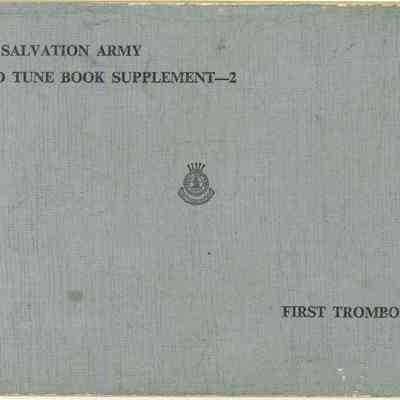 SALVATION ARMY
D TUNE BOOK SUPPLEMENT—2
FIRST TROMBO